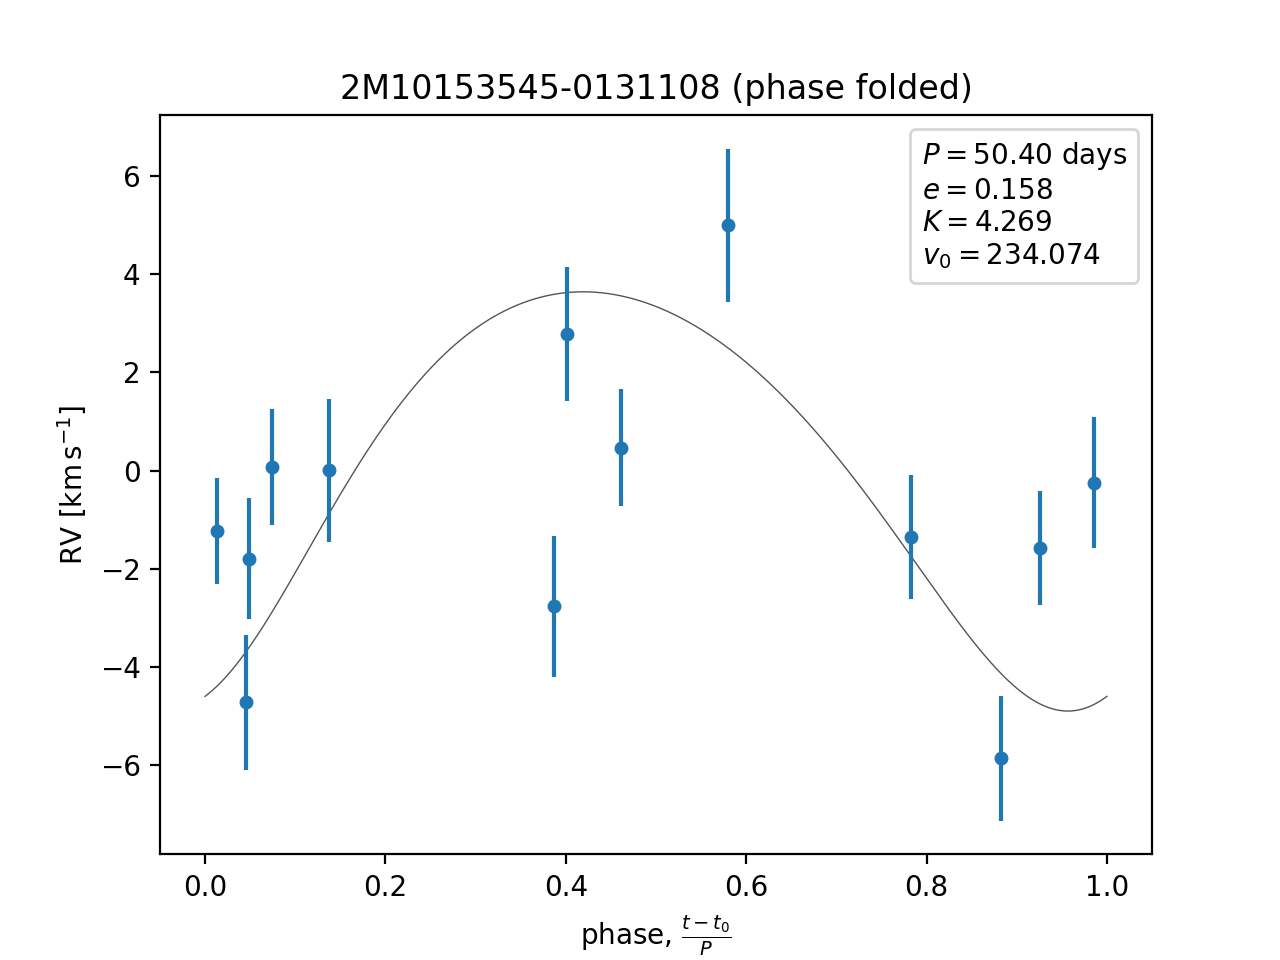 2M10153545-0131108 (phase folded)
P = 50.40 days
e = 0.158
K = 4.269
v₀ = 234.074
RV [km s⁻¹]
6
4
2
0
−2
−4
−6
0.0 0.2 0.4 0.6 0.8 1.0
phase, (t − t₀)/P